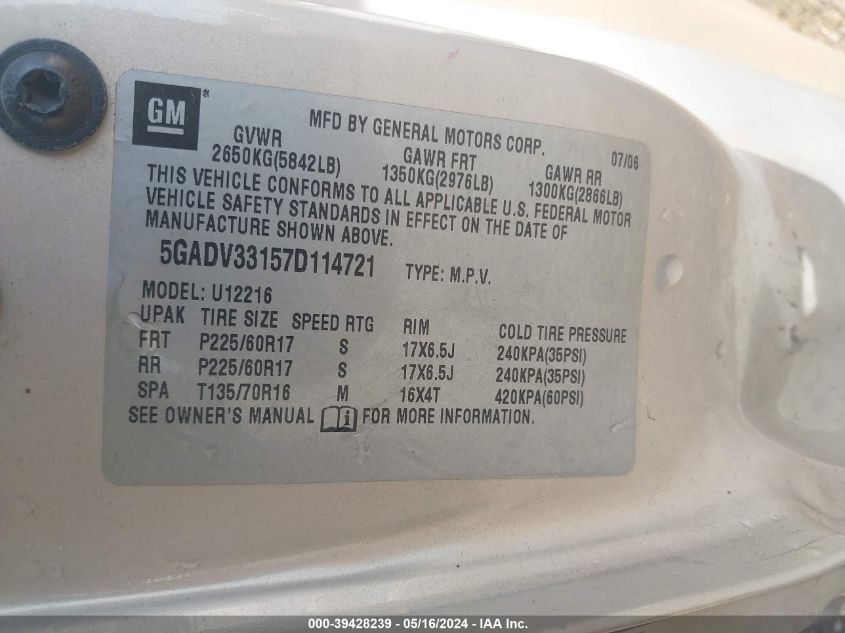 GM®
MFD BY GENERAL MOTORS CORP. 07/06
GVWR GAWR FRT GAWR RR
2650KG(5842LB) 1350KG(2976LB) 1300KG(2866LB)
THIS VEHICLE CONFORMS TO ALL APPLICABLE U.S. FEDERAL MOTOR
VEHICLE SAFETY STANDARDS IN EFFECT ON THE DATE OF
MANUFACTURE SHOWN ABOVE.
5GADV33157D114721 TYPE: M.P.V.
MODEL: U12216
UPAK TIRE SIZE SPEED RTG RIM COLD TIRE PRESSURE
FRT P225/60R17 S 17X6.5J 240KPA(35PSI)
RR P225/60R17 S 17X6.5J 240KPA(35PSI)
SPA T135/70R16 M 16X4T 420KPA(60PSI)
SEE OWNER'S MANUAL i FOR MORE INFORMATION.
000-39428239 - 05/16/2024 - IAA Inc.